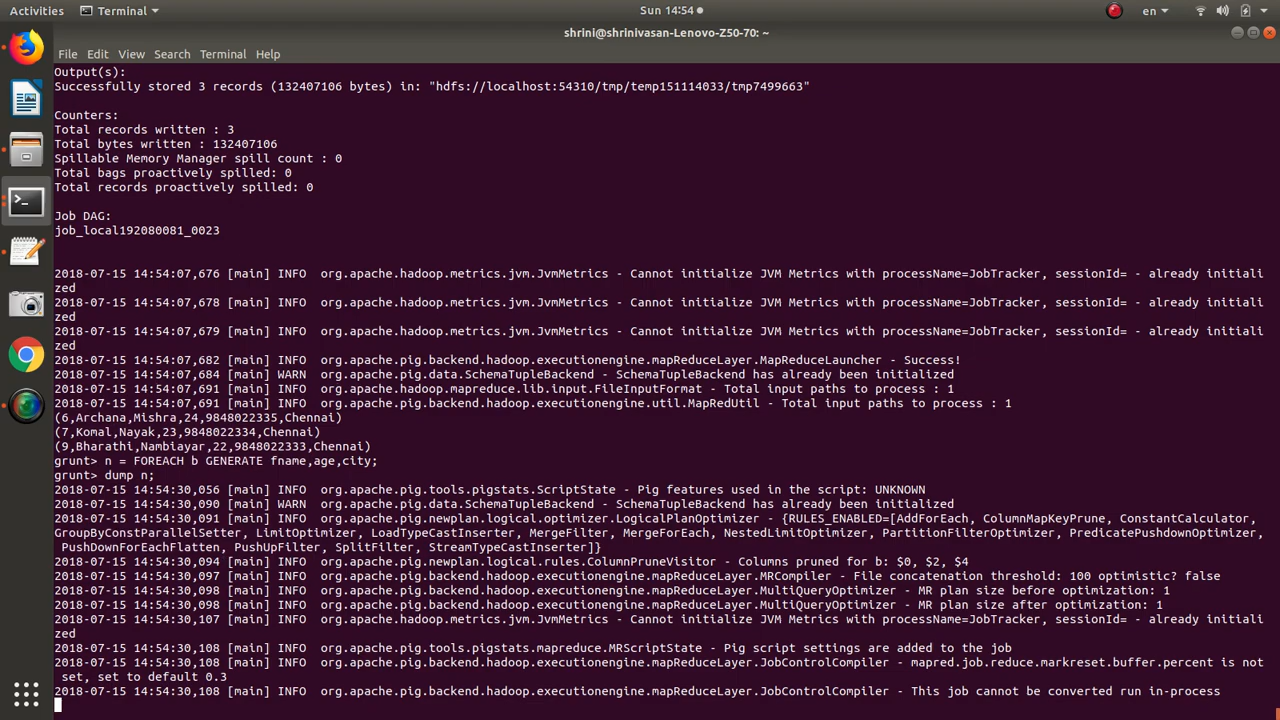 Activities
Terminal
Sun 14:54
en
shrini@shrinivasan-Lenovo-Z50-70: ~
File Edit View Search Terminal Help
Output(s):
Successfully stored 3 records (132407106 bytes) in: "hdfs://localhost:54310/tmp/temp151114033/tmp7499663"
Counters:
Total records written : 3
Total bytes written : 132407106
Spillable Memory Manager spill count : 0
Total bags proactively spilled: 0
Total records proactively spilled: 0
Job DAG:
job_local192080081_0023
2018-07-15 14:54:07,676 [main] INFO  org.apache.hadoop.metrics.jvm.JvmMetrics - Cannot initialize JVM Metrics with processName=JobTracker, sessionId= - already initiali
zed
2018-07-15 14:54:07,678 [main] INFO  org.apache.hadoop.metrics.jvm.JvmMetrics - Cannot initialize JVM Metrics with processName=JobTracker, sessionId= - already initiali
zed
2018-07-15 14:54:07,679 [main] INFO  org.apache.hadoop.metrics.jvm.JvmMetrics - Cannot initialize JVM Metrics with processName=JobTracker, sessionId= - already initiali
zed
2018-07-15 14:54:07,682 [main] INFO  org.apache.pig.backend.hadoop.executionengine.mapReduceLayer.MapReduceLauncher - Success!
2018-07-15 14:54:07,684 [main] WARN  org.apache.pig.data.SchemaTupleBackend - SchemaTupleBackend has already been initialized
2018-07-15 14:54:07,691 [main] INFO  org.apache.hadoop.mapreduce.lib.input.FileInputFormat - Total input paths to process : 1
2018-07-15 14:54:07,691 [main] INFO  org.apache.pig.backend.hadoop.executionengine.util.MapRedUtil - Total input paths to process : 1
(6,Archana,Mishra,24,9848022335,Chennai)
(7,Komal,Nayak,23,9848022334,Chennai)
(9,Bharathi,Nambiayar,22,9848022333,Chennai)
grunt> n = FOREACH b GENERATE fname,age,city;
grunt> dump n;
2018-07-15 14:54:30,056 [main] INFO  org.apache.pig.tools.pigstats.ScriptState - Pig features used in the script: UNKNOWN
2018-07-15 14:54:30,090 [main] WARN  org.apache.pig.data.SchemaTupleBackend - SchemaTupleBackend has already been initialized
2018-07-15 14:54:30,091 [main] INFO  org.apache.pig.newplan.logical.optimizer.LogicalPlanOptimizer - {RULES_ENABLED=[AddForEach, ColumnMapKeyPrune, ConstantCalculator,
GroupByConstParallelSetter, LimitOptimizer, LoadTypeCastInserter, MergeFilter, MergeForEach, NestedLimitOptimizer, PartitionFilterOptimizer, PredicatePushdownOptimizer,
PushDownForEachFlatten, PushUpFilter, SplitFilter, StreamTypeCastInserter]}
2018-07-15 14:54:30,094 [main] INFO  org.apache.pig.newplan.logical.rules.ColumnPruneVisitor - Columns pruned for b: $0, $2, $4
2018-07-15 14:54:30,097 [main] INFO  org.apache.pig.backend.hadoop.executionengine.mapReduceLayer.MRCompiler - File concatenation threshold: 100 optimistic? false
2018-07-15 14:54:30,098 [main] INFO  org.apache.pig.backend.hadoop.executionengine.mapReduceLayer.MultiQueryOptimizer - MR plan size before optimization: 1
2018-07-15 14:54:30,098 [main] INFO  org.apache.pig.backend.hadoop.executionengine.mapReduceLayer.MultiQueryOptimizer - MR plan size after optimization: 1
2018-07-15 14:54:30,107 [main] INFO  org.apache.hadoop.metrics.jvm.JvmMetrics - Cannot initialize JVM Metrics with processName=JobTracker, sessionId= - already initiali
zed
2018-07-15 14:54:30,108 [main] INFO  org.apache.pig.tools.pigstats.mapreduce.MRScriptState - Pig script settings are added to the job
2018-07-15 14:54:30,108 [main] INFO  org.apache.pig.backend.hadoop.executionengine.mapReduceLayer.JobControlCompiler - mapred.job.reduce.markreset.buffer.percent is not
set, set to default 0.3
2018-07-15 14:54:30,108 [main] INFO  org.apache.pig.backend.hadoop.executionengine.mapReduceLayer.JobControlCompiler - This job cannot be converted run in-process